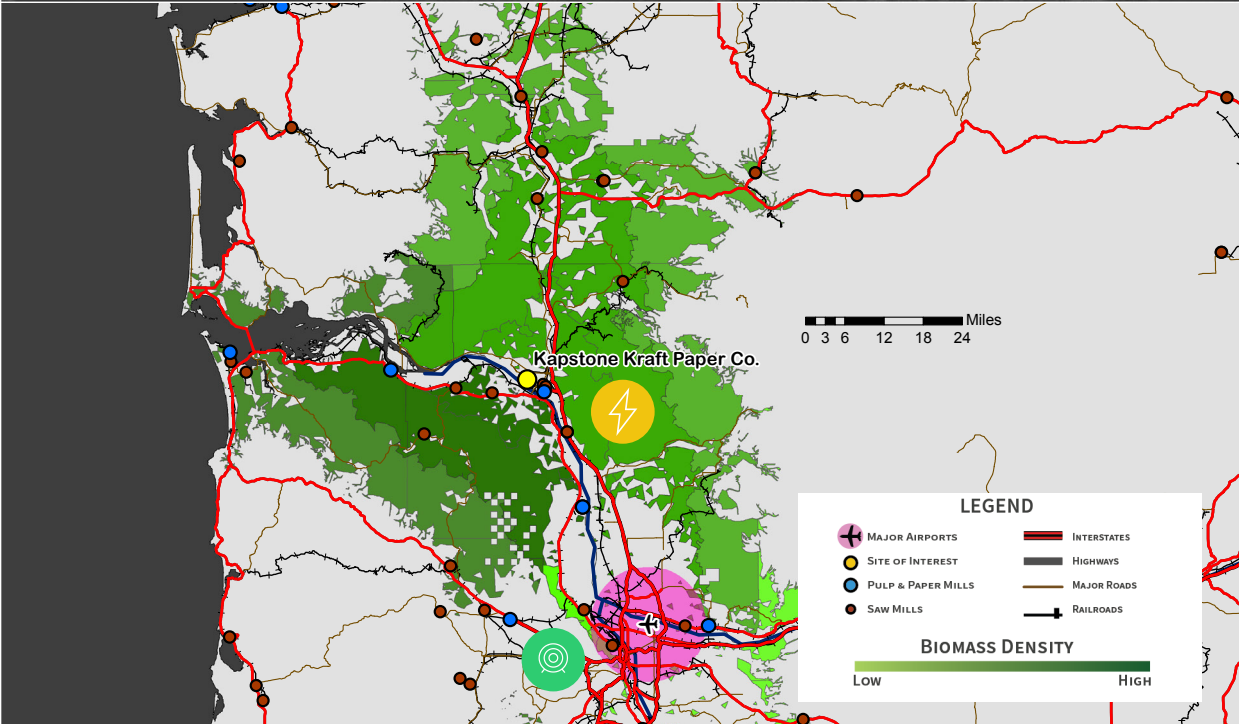 Miles
0 3 6 12 18 24
Kapstone Kraft Paper Co.
LEGEND
MAJOR AIRPORTS
INTERSTATES
SITE OF INTEREST
HIGHWAYS
PULP & PAPER MILLS
MAJOR ROADS
SAW MILLS
RAILROADS
BIOMASS DENSITY
LOW HIGH